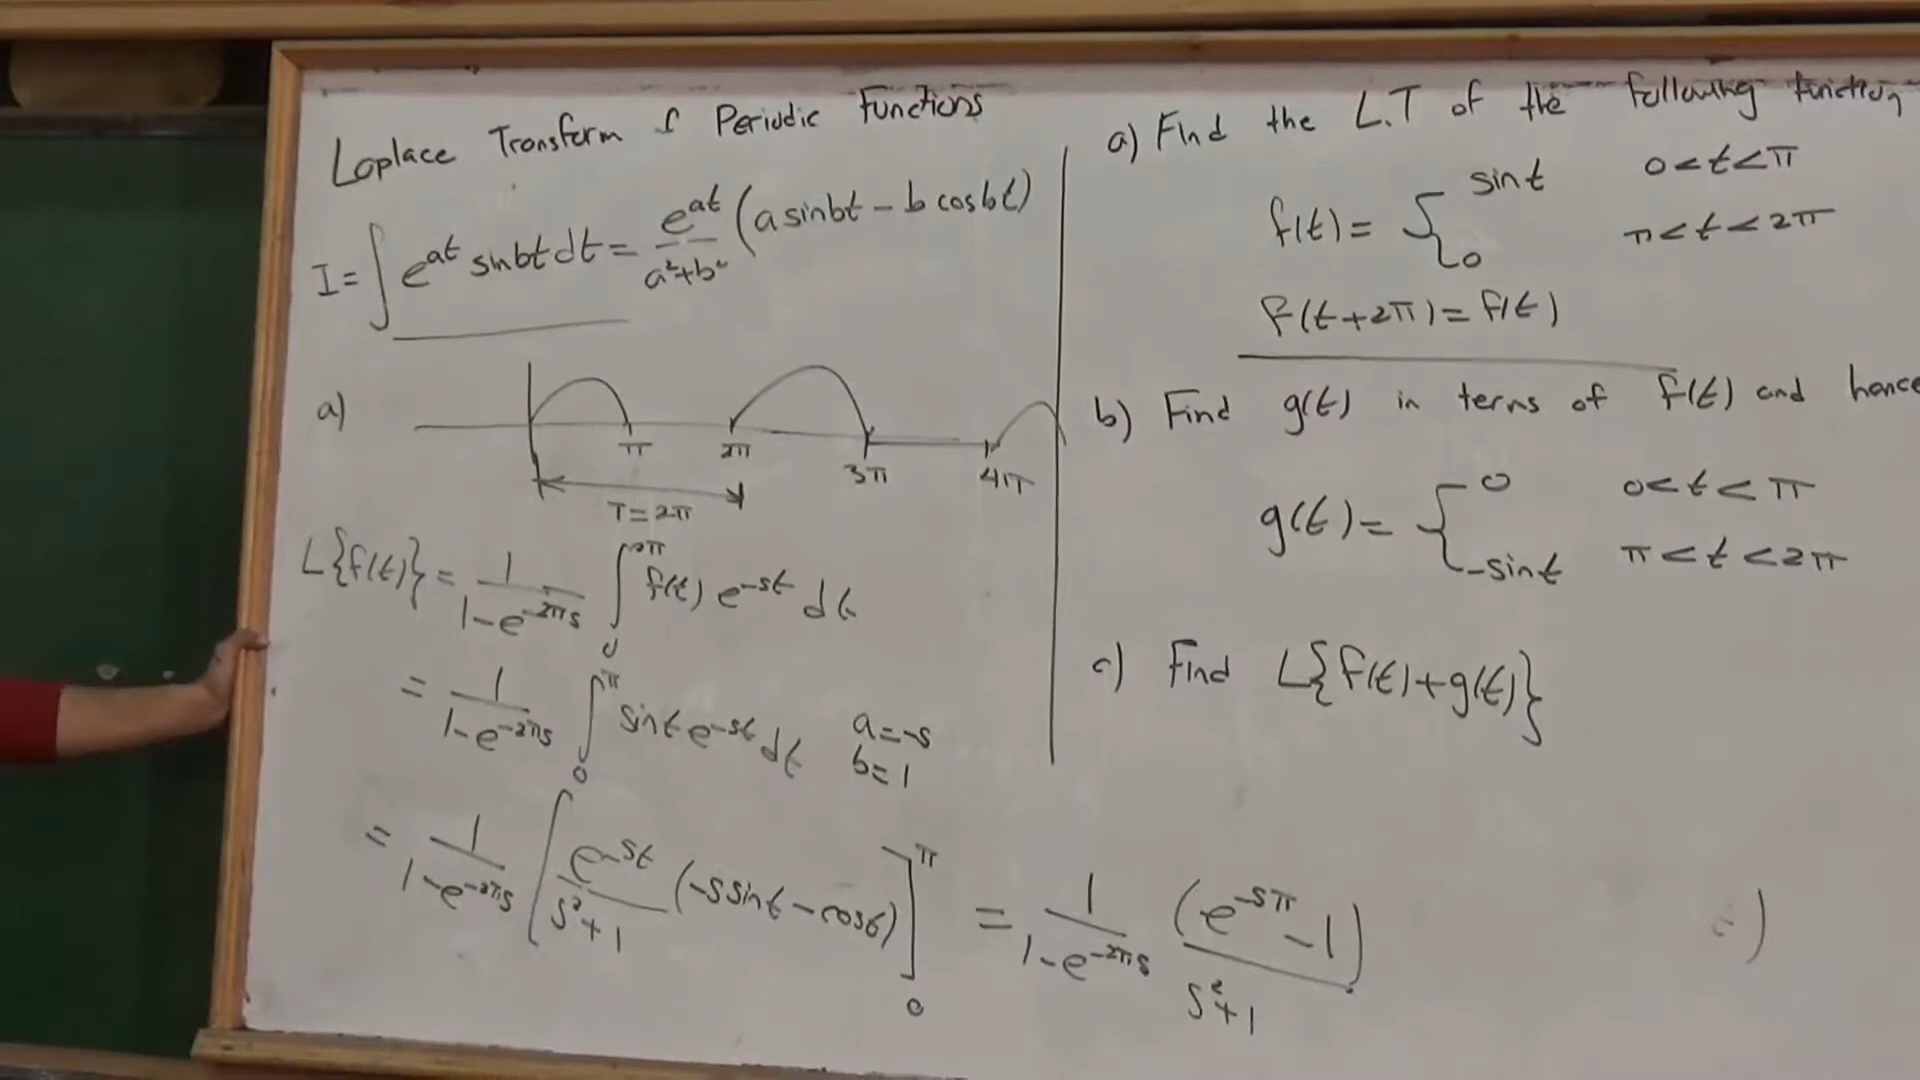 Laplace Transform of Periodic Functions
I = ∫ e^{at} sin bt dt = e^{at}/(a²+b²) (a sin bt − b cos bt)
a)
π 2π 3π 4π
T = 2π
L{f(t)} = 1/(1−e^{−2πs}) ∫_0^{2π} f(t) e^{−st} dt
= 1/(1−e^{−2πs}) ∫_0^{π} sin t e^{−st} dt a = −s
b = 1
= 1/(1−e^{−2πs}) [ e^{−st}/(s²+1) (−s sin t − cos t) ]_0^{π} = 1/(1−e^{−2πs}) (e^{−sπ} − 1)/(s²+1)
a) Find the L.T of the following function
f(t) = { sin t 0 < t < π
0 π < t < 2π
f(t+2π) = f(t)
b) Find g(t) in terms of f(t) and hence
g(t) = { 0 0 < t < π
−sin t π < t < 2π
c) Find L{f(t)+g(t)}